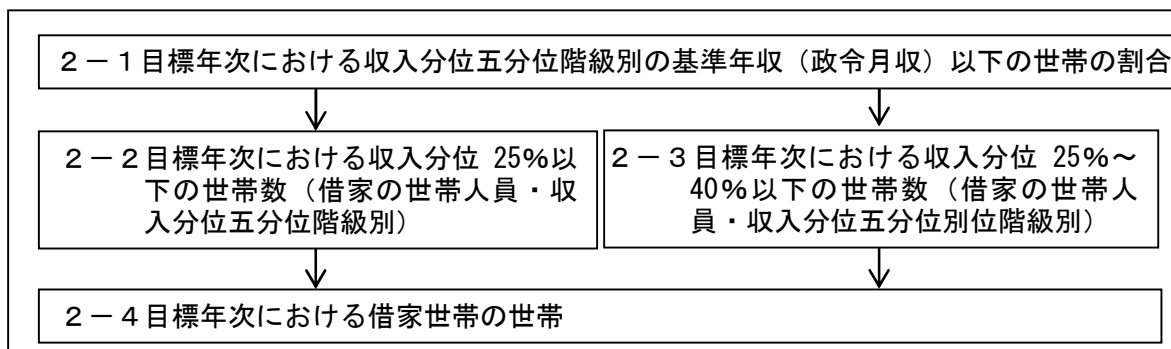 ２－１目標年次における収入分位五分位階級別の基準年収（政令月収）以下の世帯の割合
２－２目標年次における収入分位 25％以
下の世帯数（借家の世帯人員・収
入分位五分位階級別）
２－３目標年次における収入分位 25％～
40％以下の世帯数（借家の世帯人
員・収入分位五分位別位階級別）
２－４目標年次における借家世帯の世帯